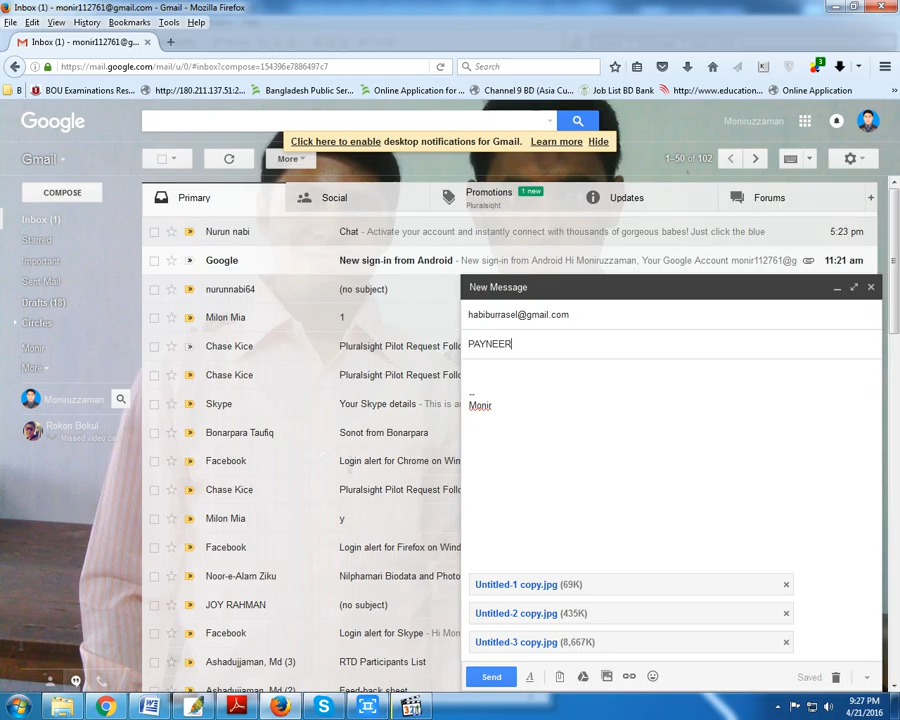 Inbox (1) - monir112761@gmail.com - Gmail - Mozilla Firefox
File Edit View History Bookmarks Tools Help
Inbox (1) - monir112761@g...
https://mail.google.com/mail/u/0/#inbox?compose=154396e7886497c7
Search
3
B
BOU Examinations Res...
http://180.211.137.51:2...
Bangladesh Public Ser...
Online Application for ...
Channel 9 BD (Asia Cu...
Job List BD Bank
http://www.education...
Online Application
Google
Moniruzzaman
Click here to enable desktop notifications for Gmail. Learn more Hide
Gmail
More
1–50 of 102
COMPOSE
Primary
Social
Promotions 1 new
Pluralsight
Updates
Forums
+
Inbox (1)
Starred
Important
Sent Mail
Drafts (18)
Circles
Monir
More
Moniruzzaman
Rokon Bokul
Missed video cal
Nurun nabi Chat - Activate your account and instantly connect with thousands of gorgeous babes! Just click the blue 5:23 pm
Google New sign-in from Android - New sign-in from Android Hi Moniruzzaman, Your Google Account monir112761@g 11:21 am
nurunnabi64 (no subject)
Milon Mia 1
Chase Kice Pluralsight Pilot Request Follo
Chase Kice Pluralsight Pilot Request Follo
Skype Your Skype details - This is a
Bonarpara Taufiq Sonot from Bonarpara
Facebook Login alert for Chrome on Win
Chase Kice Pluralsight Pilot Request Follo
Milon Mia y
Facebook Login alert for Firefox on Wind
Noor-e-Alam Ziku Nilphamari Biodata and Photo
JOY RAHMAN (no subject)
Facebook Login alert for Skype - Hi Mon
Ashadujjaman, Md (3) RTD Participants List
Ashadujjaman, Md (2) Feed-back sheet
New Message
habiburrasel@gmail.com
PAYNEER
--
Monir
Untitled-1 copy.jpg (69K)
Untitled-2 copy.jpg (435K)
Untitled-3 copy.jpg (8,667K)
Send
Saved
9:27 PM
4/21/2016